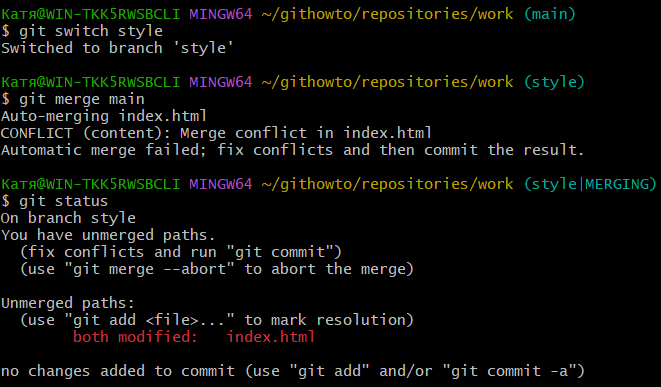 Катя@WIN-TKK5RWSBCLI MINGW64 ~/githowto/repositories/work (main)
$ git switch style
Switched to branch 'style'
Катя@WIN-TKK5RWSBCLI MINGW64 ~/githowto/repositories/work (style)
$ git merge main
Auto-merging index.html
CONFLICT (content): Merge conflict in index.html
Automatic merge failed; fix conflicts and then commit the result.
Катя@WIN-TKK5RWSBCLI MINGW64 ~/githowto/repositories/work (style|MERGING)
$ git status
On branch style
You have unmerged paths.
  (fix conflicts and run "git commit")
  (use "git merge --abort" to abort the merge)
Unmerged paths:
  (use "git add <file>..." to mark resolution)
        both modified:   index.html
no changes added to commit (use "git add" and/or "git commit -a")